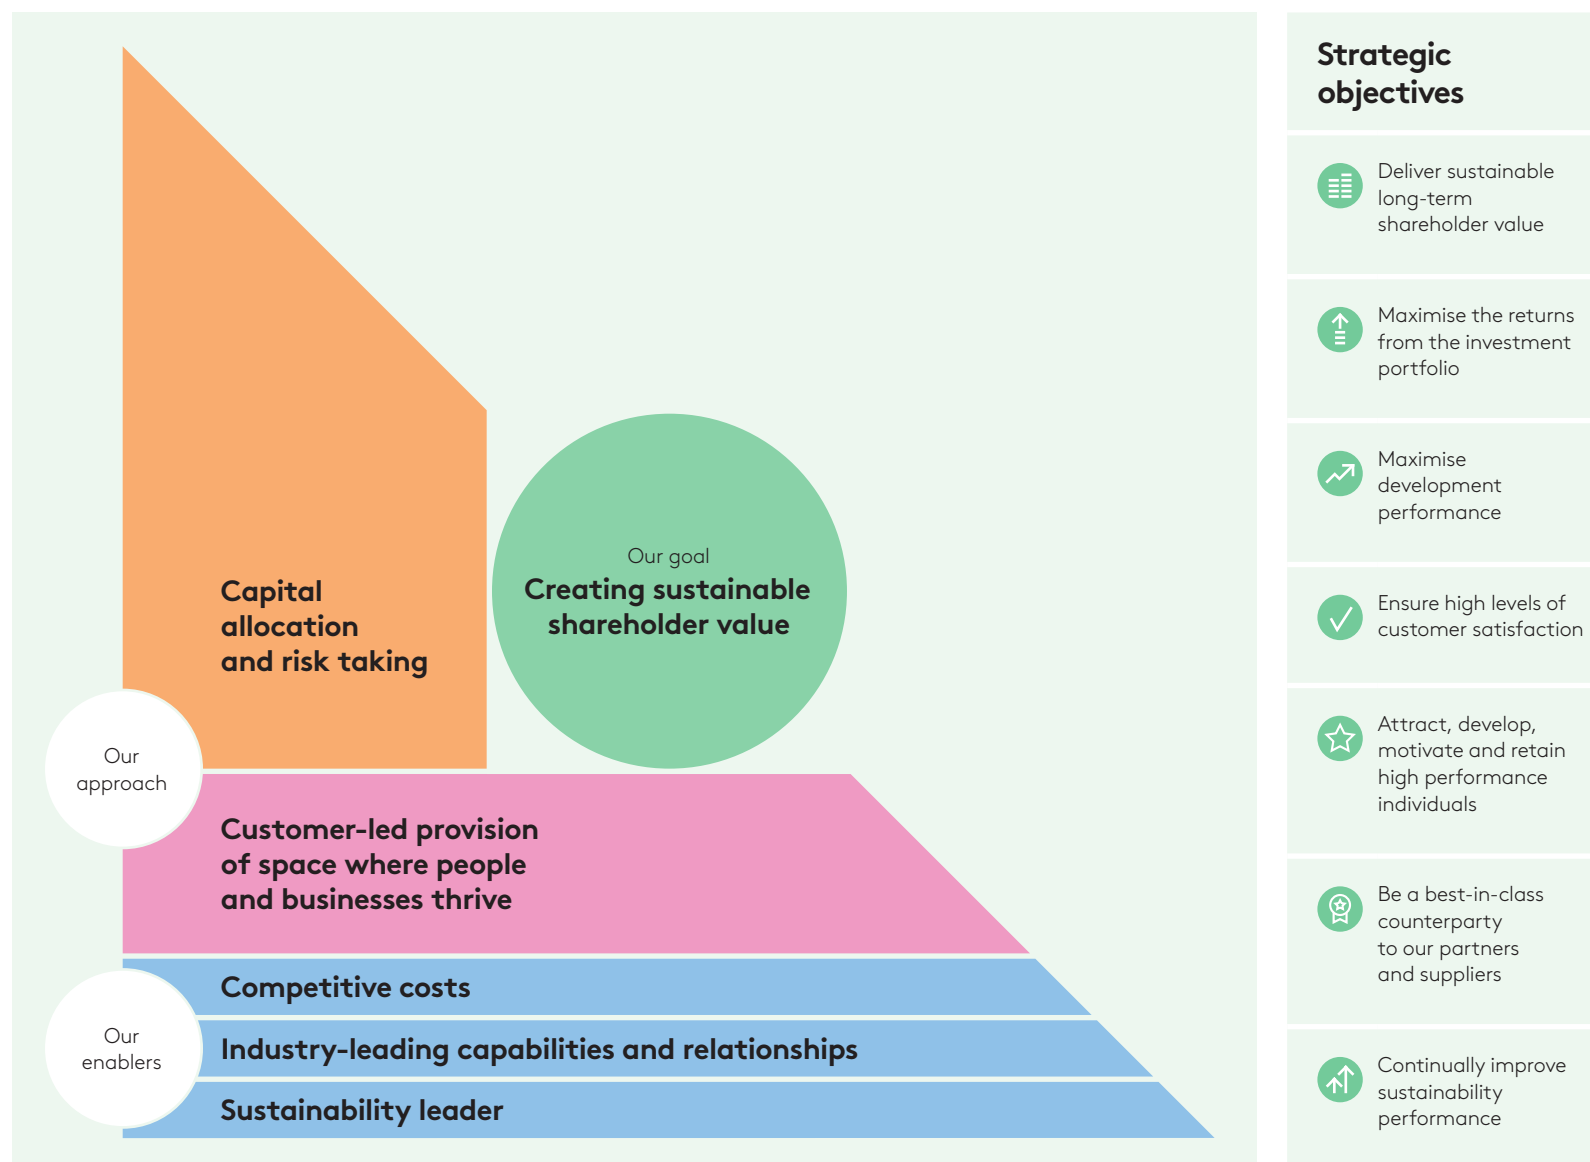 Capital
allocation
and risk taking
Our goal
Creating sustainable
shareholder value
Our
approach
Customer-led provision
of space where people
and businesses thrive
Our
enablers
Competitive costs
Industry-leading capabilities and relationships
Sustainability leader
Strategic
objectives
Deliver sustainable
long-term
shareholder value
Maximise the returns
from the investment
portfolio
Maximise
development
performance
Ensure high levels of
customer satisfaction
Attract, develop,
motivate and retain
high performance
individuals
Be a best-in-class
counterparty
to our partners
and suppliers
Continually improve
sustainability
performance